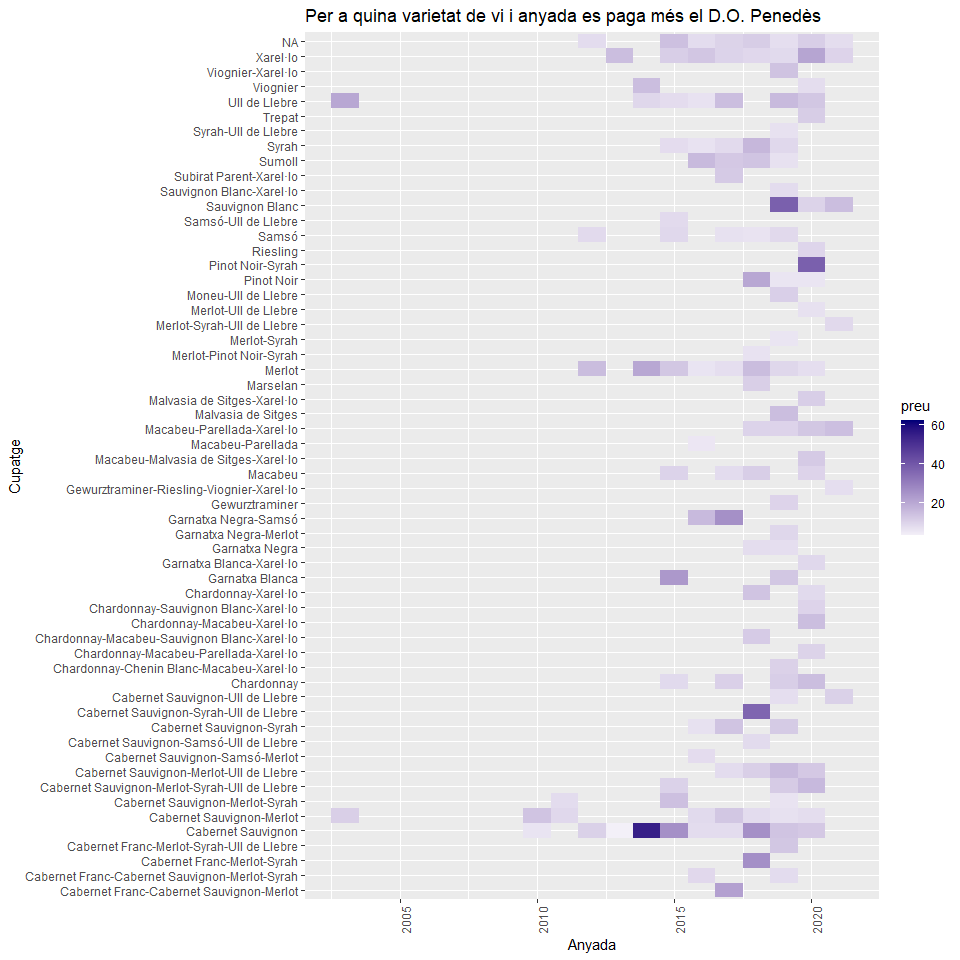 Per a quina varietat de vi i anyada es paga més el D.O. Penedès
NA
Xarel·lo
Viognier-Xarel·lo
Viognier
Ull de Llebre
Trepat
Syrah-Ull de Llebre
Syrah
Sumoll
Subirat Parent-Xarel·lo
Sauvignon Blanc-Xarel·lo
Sauvignon Blanc
Samsó-Ull de Llebre
Samsó
Riesling
Pinot Noir-Syrah
Pinot Noir
Moneu-Ull de Llebre
Merlot-Ull de Llebre
Merlot-Syrah-Ull de Llebre
Merlot-Syrah
Merlot-Pinot Noir-Syrah
Merlot
Marselan
Malvasia de Sitges-Xarel·lo
Malvasia de Sitges
Macabeu-Parellada-Xarel·lo
Macabeu-Parellada
Macabeu-Malvasia de Sitges-Xarel·lo
Macabeu
Gewurztraminer-Riesling-Viognier-Xarel·lo
Gewurztraminer
Garnatxa Negra-Samsó
Garnatxa Negra-Merlot
Garnatxa Negra
Garnatxa Blanca-Xarel·lo
Garnatxa Blanca
Chardonnay-Xarel·lo
Chardonnay-Sauvignon Blanc-Xarel·lo
Chardonnay-Macabeu-Xarel·lo
Chardonnay-Macabeu-Sauvignon Blanc-Xarel·lo
Chardonnay-Macabeu-Parellada-Xarel·lo
Chardonnay-Chenin Blanc-Macabeu-Xarel·lo
Chardonnay
Cabernet Sauvignon-Ull de Llebre
Cabernet Sauvignon-Syrah-Ull de Llebre
Cabernet Sauvignon-Syrah
Cabernet Sauvignon-Samsó-Ull de Llebre
Cabernet Sauvignon-Samsó-Merlot
Cabernet Sauvignon-Merlot-Ull de Llebre
Cabernet Sauvignon-Merlot-Syrah-Ull de Llebre
Cabernet Sauvignon-Merlot-Syrah
Cabernet Sauvignon-Merlot
Cabernet Sauvignon
Cabernet Franc-Merlot-Syrah-Ull de Llebre
Cabernet Franc-Merlot-Syrah
Cabernet Franc-Cabernet Sauvignon-Merlot-Syrah
Cabernet Franc-Cabernet Sauvignon-Merlot
Cupatge
2005
2010
2015
2020
Anyada
preu
60
40
20